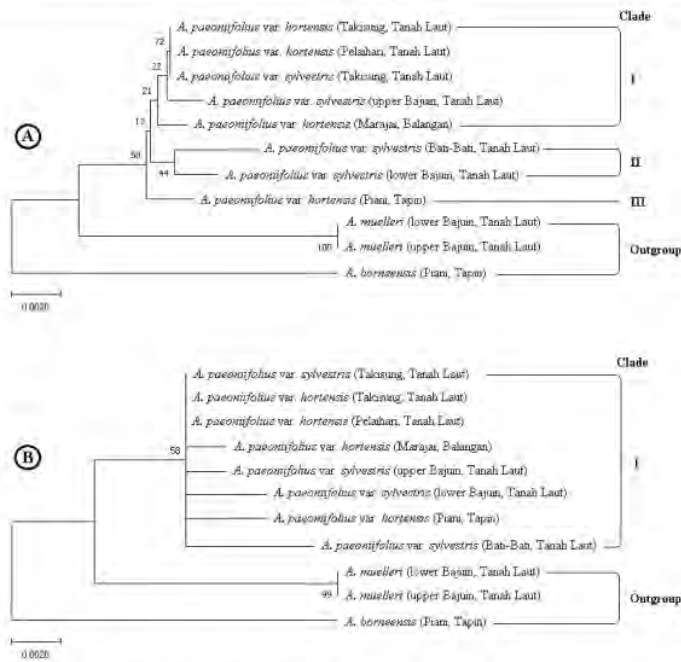 Clade
A. paeoniifolius var. hortensis (Takisung, Tanah Laut)
72
A. paeoniifolius var. hortensis (Pelaihari, Tanah Laut)
22
A. paeoniifolius var. sylvestris (Takisung, Tanah Laut)
I
21
A. paeoniifolius var. sylvestris (upper Bajuin, Tanah Laut)
13
A. paeoniifolius var. hortensis (Marajai, Balangan)
A
A. paeoniifolius var. sylvestris (Bati-Bati, Tanah Laut)
50
II
44
A. paeoniifolius var. sylvestris (lower Bajuin, Tanah Laut)
A. paeoniifolius var. hortensis (Piani, Tapin)
III
A. muelleri (lower Bajuin, Tanah Laut)
100
A. muelleri (upper Bajuin, Tanah Laut)
Outgroup
A. borneensis (Piani, Tapin)
0.0020
Clade
A. paeoniifolius var. sylvestris (Takisung, Tanah Laut)
A. paeoniifolius var. hortensis (Takisung, Tanah Laut)
A. paeoniifolius var. hortensis (Pelaihari, Tanah Laut)
58
A. paeoniifolius var. hortensis (Marajai, Balangan)
B
I
A. paeoniifolius var. sylvestris (upper Bajuin, Tanah Laut)
A. paeoniifolius var. sylvestris (lower Bajuin, Tanah Laut)
A. paeoniifolius var. hortensis (Piani, Tapin)
A. paeoniifolius var. sylvestris (Bati-Bati, Tanah Laut)
A. muelleri (lower Bajuin, Tanah Laut)
99
A. muelleri (upper Bajuin, Tanah Laut)
Outgroup
A. borneensis (Piani, Tapin)
0.0020